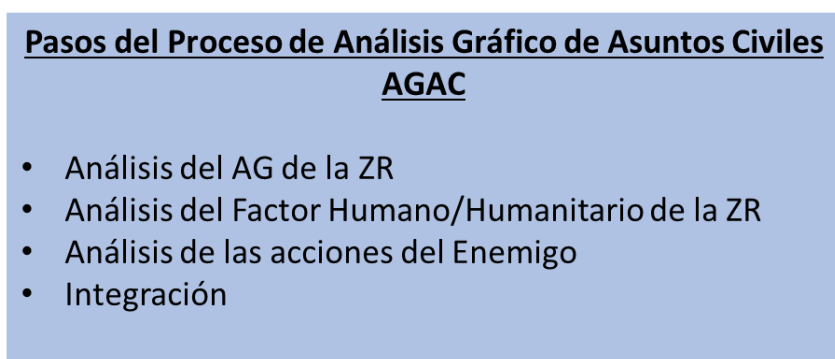 Pasos del Proceso de Análisis Gráfico de Asuntos Civiles
AGAC
• Análisis del AG de la ZR
• Análisis del Factor Humano/Humanitario de la ZR
• Análisis de las acciones del Enemigo
• Integración